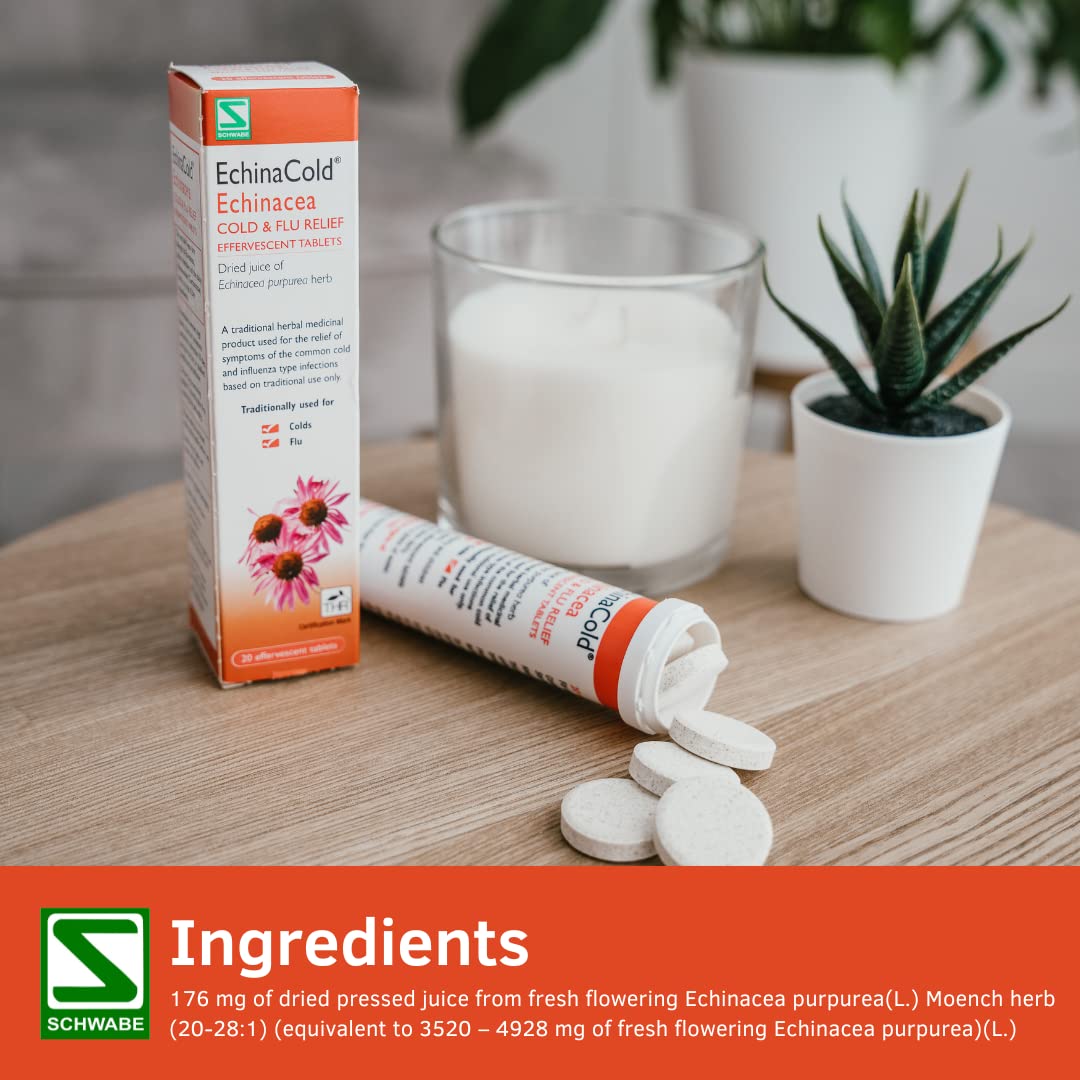 SCHWABE
EchinaCold®
Echinacea
COLD & FLU RELIEF
EFFERVESCENT TABLETS
Dried juice of
Echinacea purpurea herb
A traditional herbal medicinal
product used for the relief of
symptoms of the common cold
and influenza type infections
based on traditional use only.
Traditionally used for
Colds
Flu
THR
Certification Mark
20 effervescent tablets
inaCold®
nacea
& FLU RELIEF
Ingredients
176 mg of dried pressed juice from fresh flowering Echinacea purpurea(L.) Moench herb
(20-28:1) (equivalent to 3520 – 4928 mg of fresh flowering Echinacea purpurea)(L.)
SCHWABE